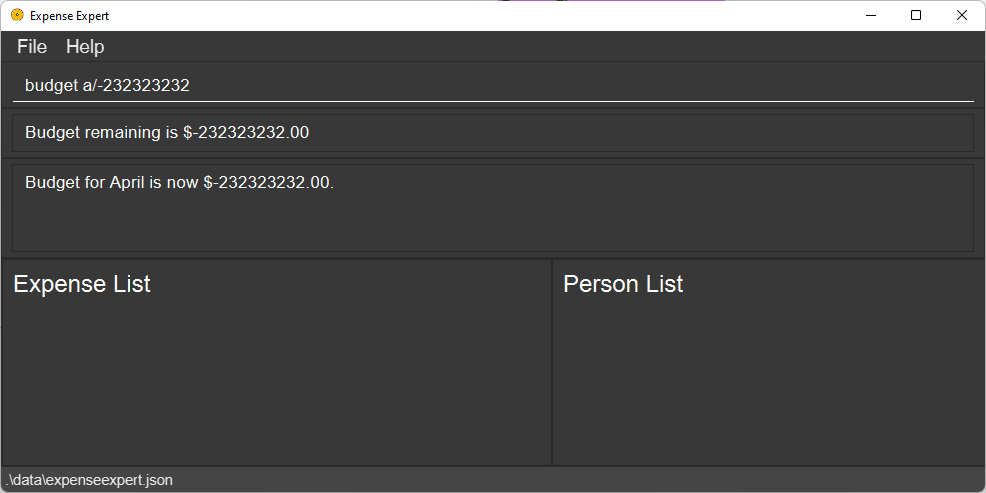 Expense Expert
File Help
budget a/-232323232
Budget remaining is $-232323232.00
Budget for April is now $-232323232.00.
Expense List Person List
.\data\expenseexpert.json